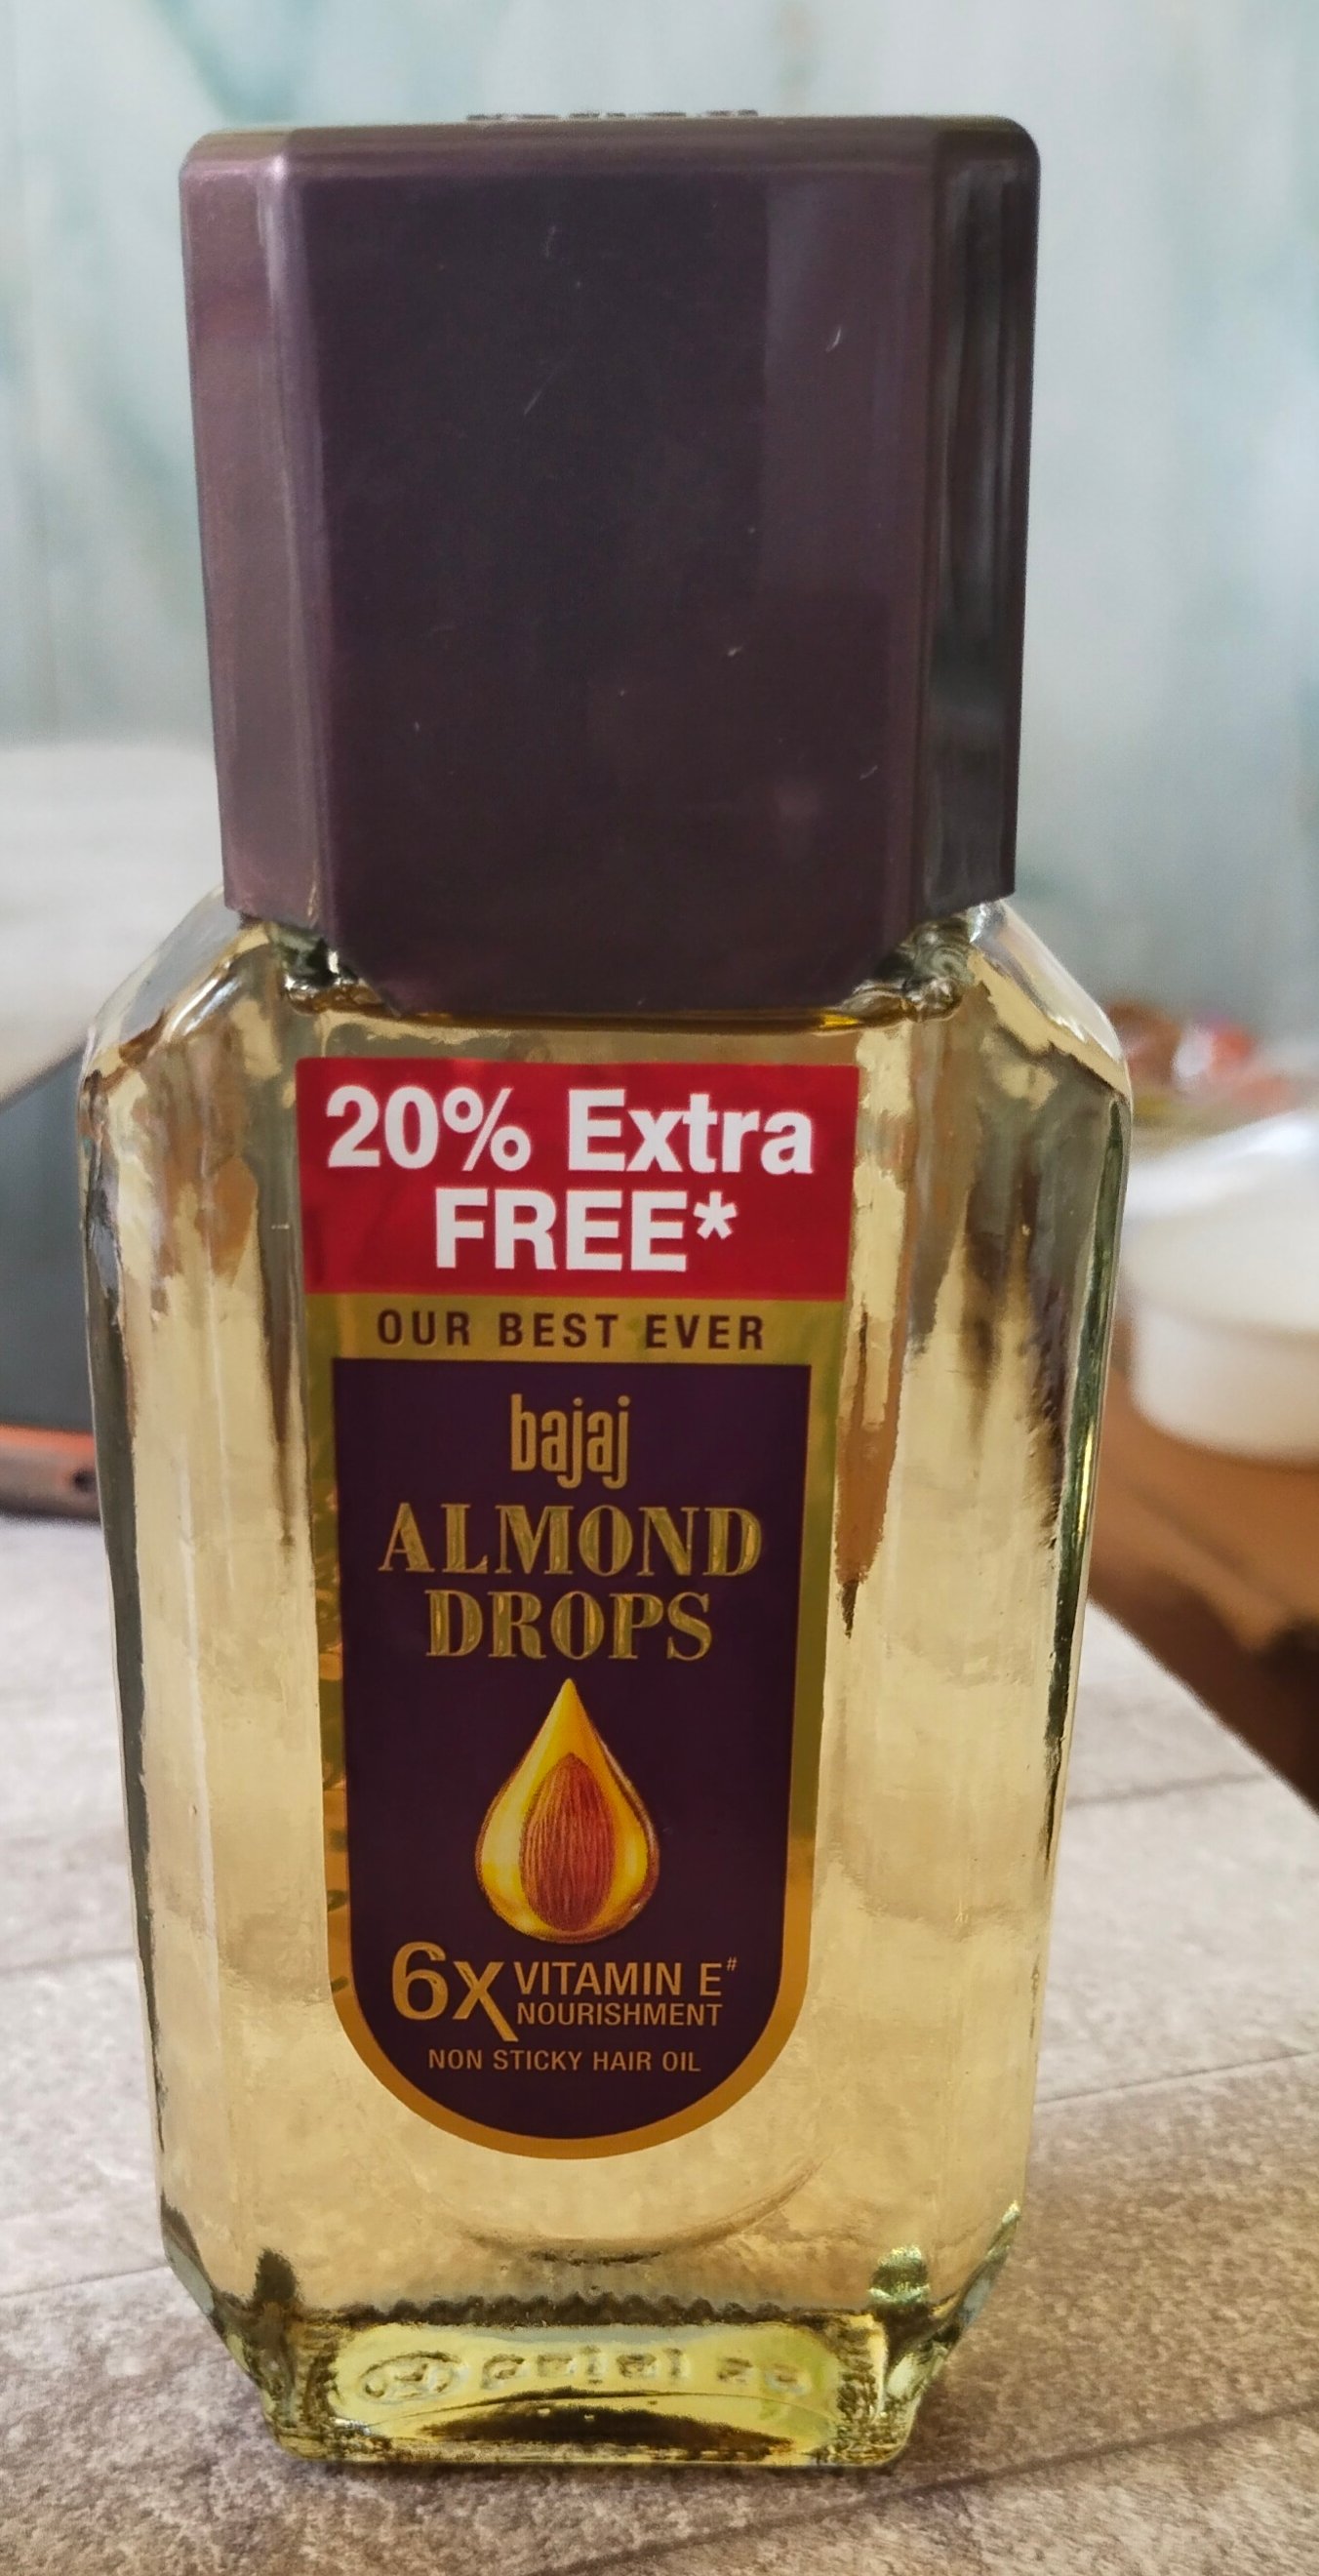 20% Extra
FREE*
OUR BEST EVER
bajaj
ALMOND
DROPS
6x VITAMIN E#
NOURISHMENT
NON STICKY HAIR OIL